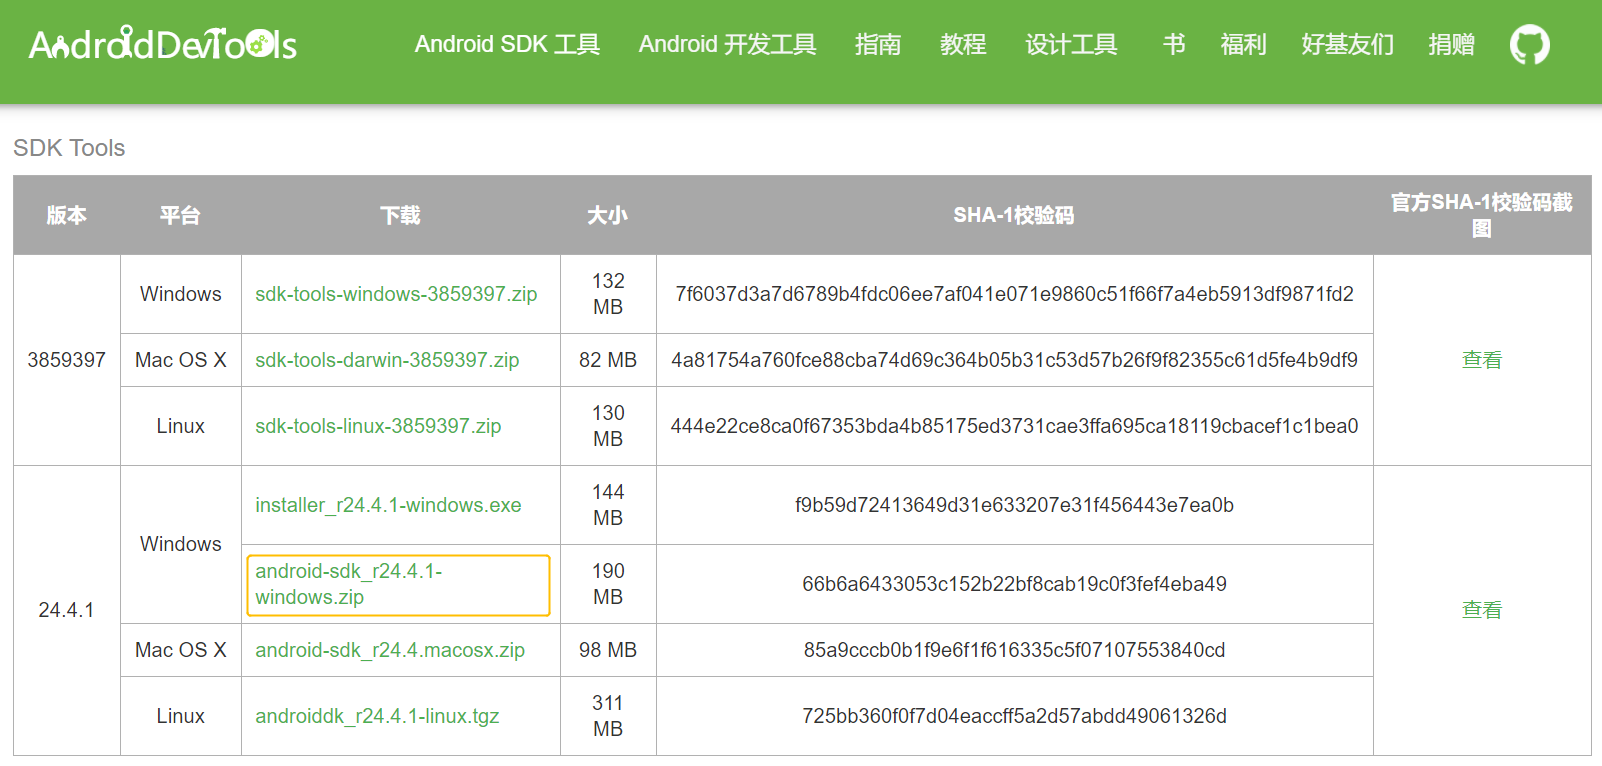 AndroidDevTools
Android SDK 工具
Android 开发工具
指南
教程
设计工具
书
福利
好基友们
捐赠
SDK Tools
版本
平台
下载
大小
SHA-1校验码
官方SHA-1校验码截
图
3859397
Windows
sdk-tools-windows-3859397.zip
132
MB
7f6037d3a7d6789b4fdc06ee7af041e071e9860c51f66f7a4eb5913df9871fd2
查看
Mac OS X
sdk-tools-darwin-3859397.zip
82 MB
4a81754a760fce88cba74d69c364b05b31c53d57b26f9f82355c61d5fe4b9df9
Linux
sdk-tools-linux-3859397.zip
130
MB
444e22ce8ca0f67353bda4b85175ed3731cae3ffa695ca18119cbacef1c1bea0
24.4.1
Windows
installer_r24.4.1-windows.exe
144
MB
f9b59d72413649d31e633207e31f456443e7ea0b
查看
android-sdk_r24.4.1-
windows.zip
190
MB
66b6a6433053c152b22bf8cab19c0f3fef4eba49
Mac OS X
android-sdk_r24.4.macosx.zip
98 MB
85a9cccb0b1f9e6f1f616335c5f07107553840cd
Linux
androiddk_r24.4.1-linux.tgz
311
MB
725bb360f0f7d04eaccff5a2d57abdd49061326d